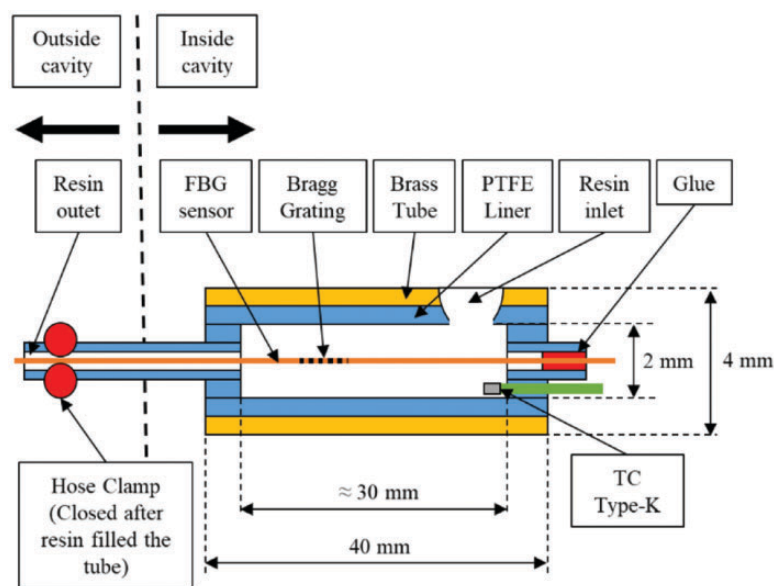 Outside
cavity
Inside
cavity
Resin
outet
FBG
sensor
Bragg
Grating
Brass
Tube
PTFE
Liner
Resin
inlet
Glue
2 mm
4 mm
Hose Clamp
(Closed after
resin filled the
tube)
≈ 30 mm
40 mm
TC
Type-K